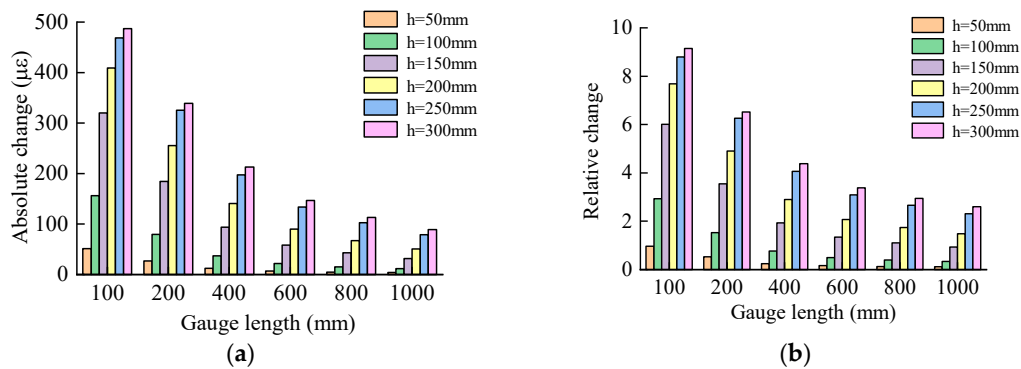 Absolute change (με)
500
400
300
200
100
0
h=50mm
h=100mm
h=150mm
h=200mm
h=250mm
h=300mm
100 200 400 600 800 1000
Gauge length (mm)
(a)
Relative change
10
8
6
4
2
0
h=50mm
h=100mm
h=150mm
h=200mm
h=250mm
h=300mm
100 200 400 600 800 1000
Gauge length (mm)
(b)